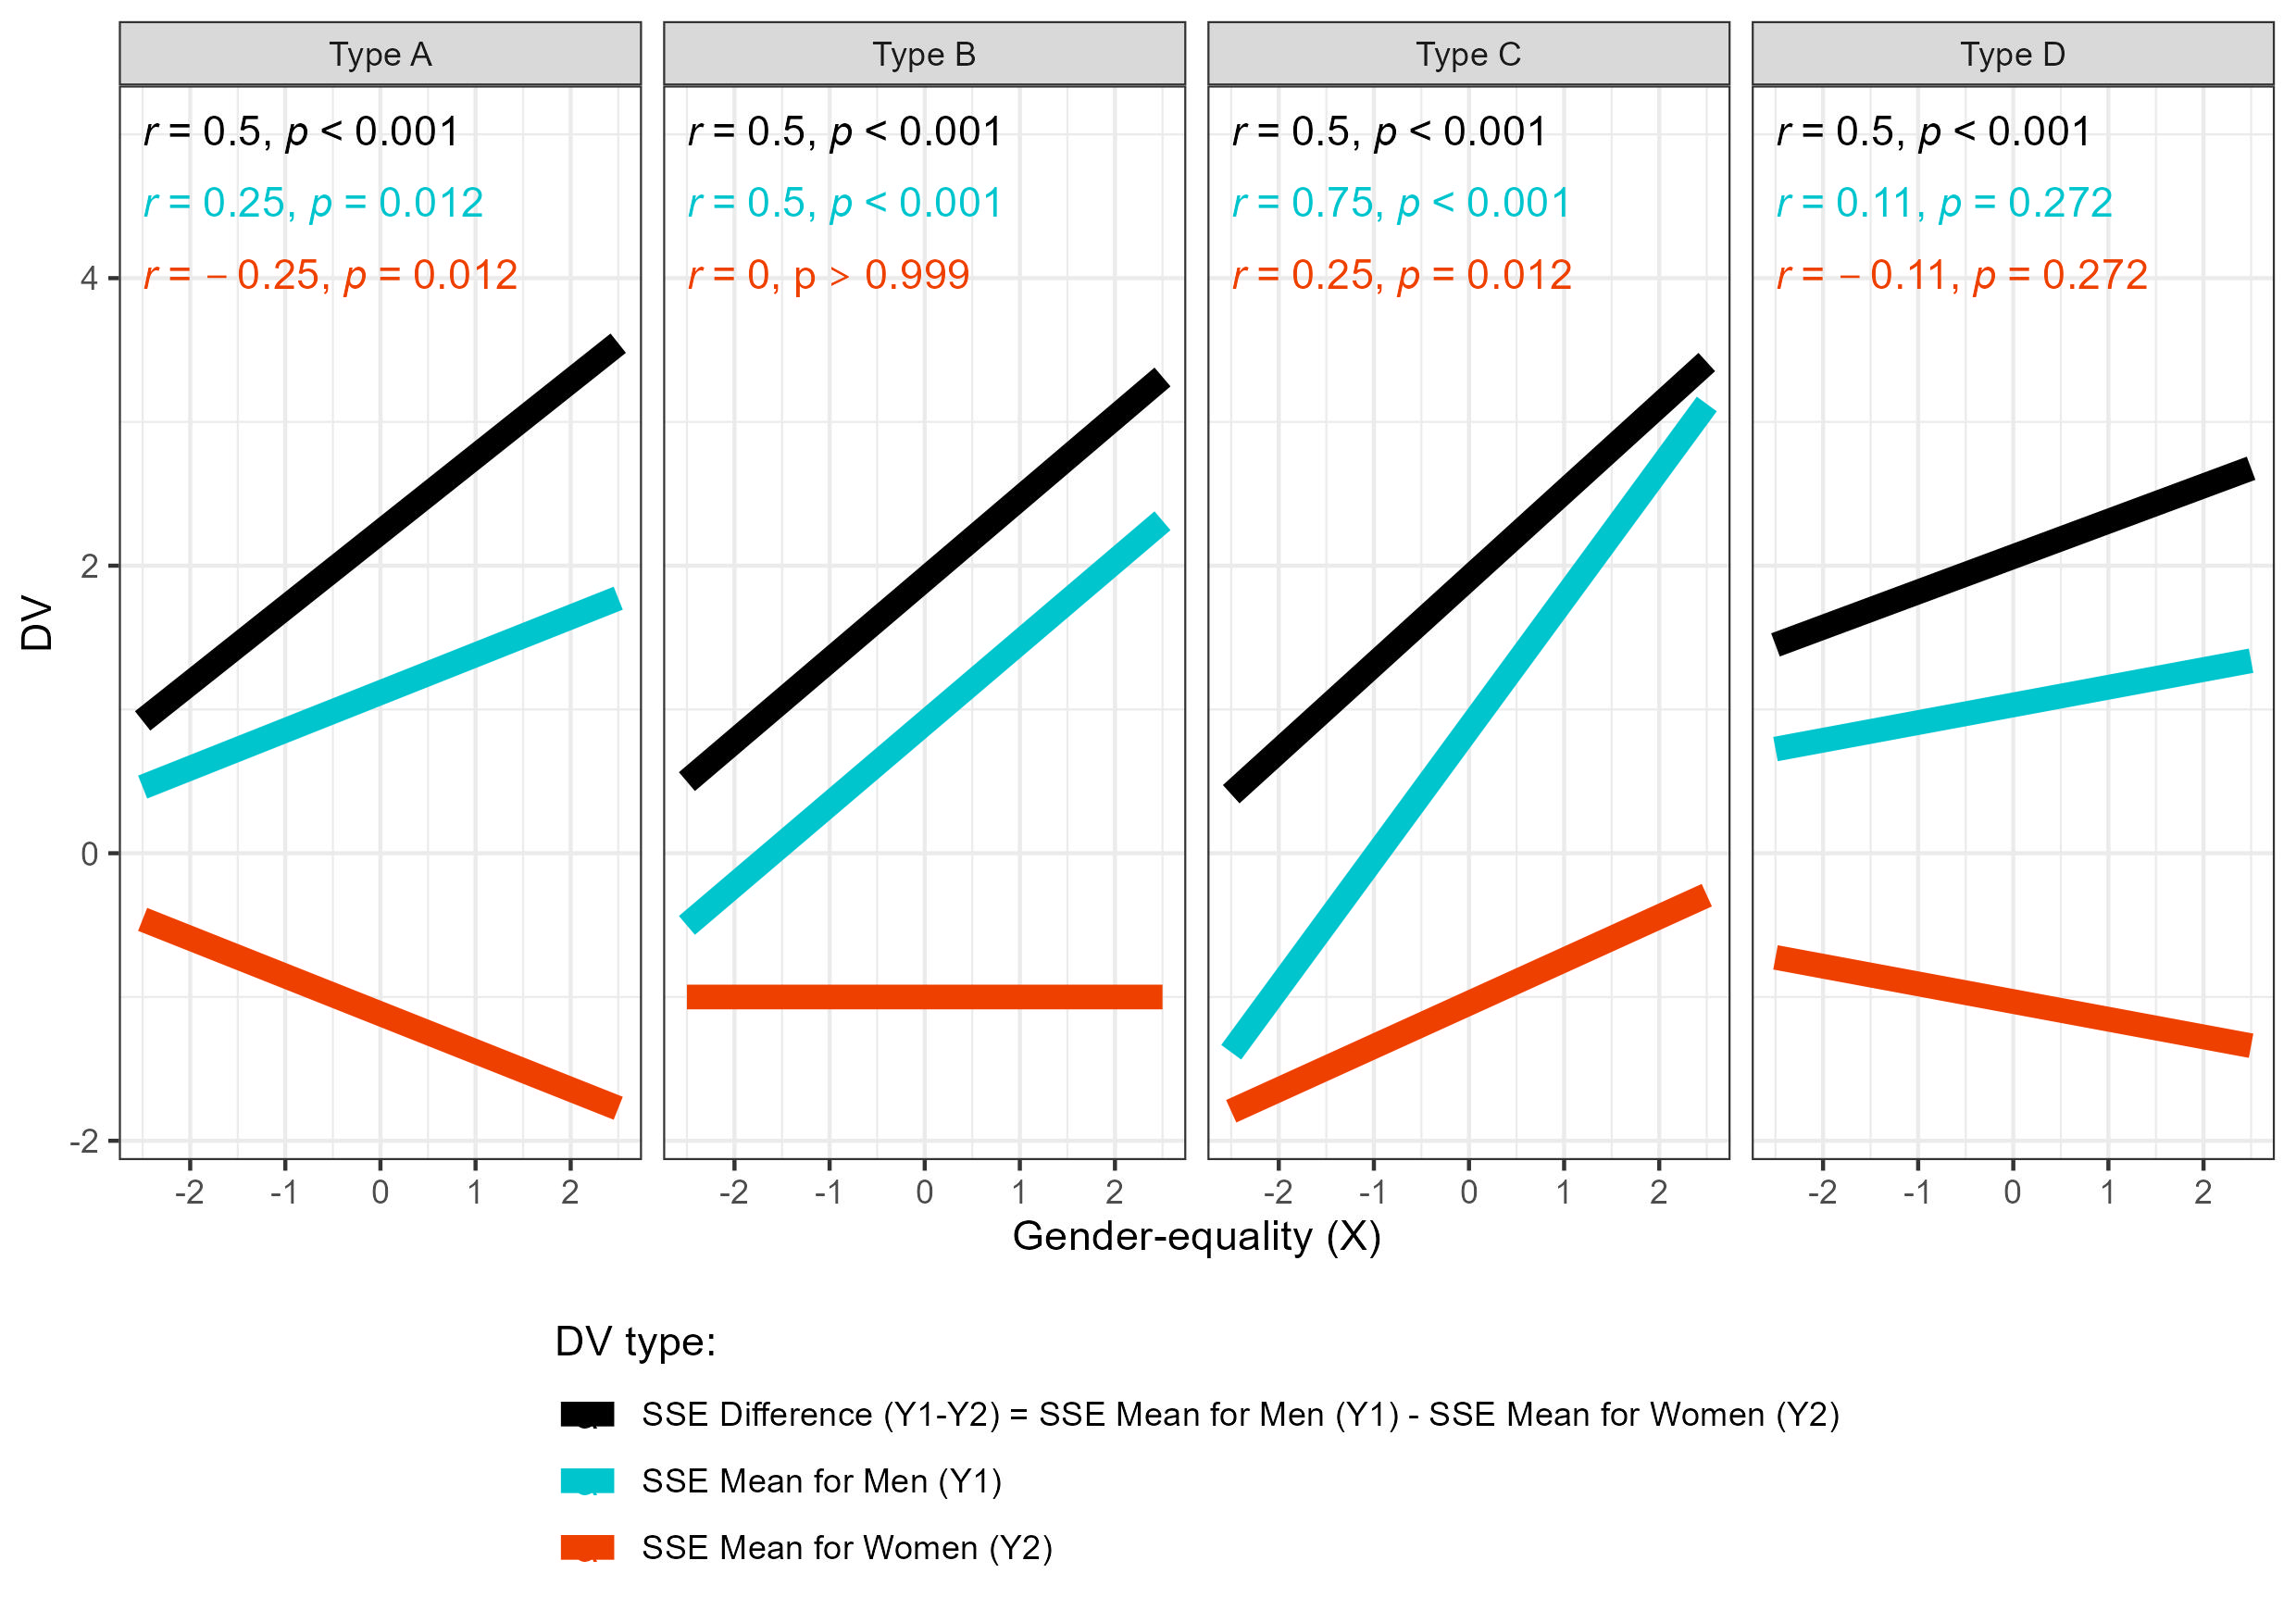 Type A
Type B
Type C
Type D
r = 0.5, p < 0.001
r = 0.25, p = 0.012
r = − 0.25, p = 0.012
r = 0.5, p < 0.001
r = 0.5, p < 0.001
r = 0, p > 0.999
r = 0.5, p < 0.001
r = 0.75, p < 0.001
r = 0.25, p = 0.012
r = 0.5, p < 0.001
r = 0.11, p = 0.272
r = − 0.11, p = 0.272
4
2
0
-2
DV
-2 -1 0 1 2
-2 -1 0 1 2
-2 -1 0 1 2
-2 -1 0 1 2
Gender-equality (X)
DV type:
SSE Difference (Y1-Y2) = SSE Mean for Men (Y1) - SSE Mean for Women (Y2)
SSE Mean for Men (Y1)
SSE Mean for Women (Y2)